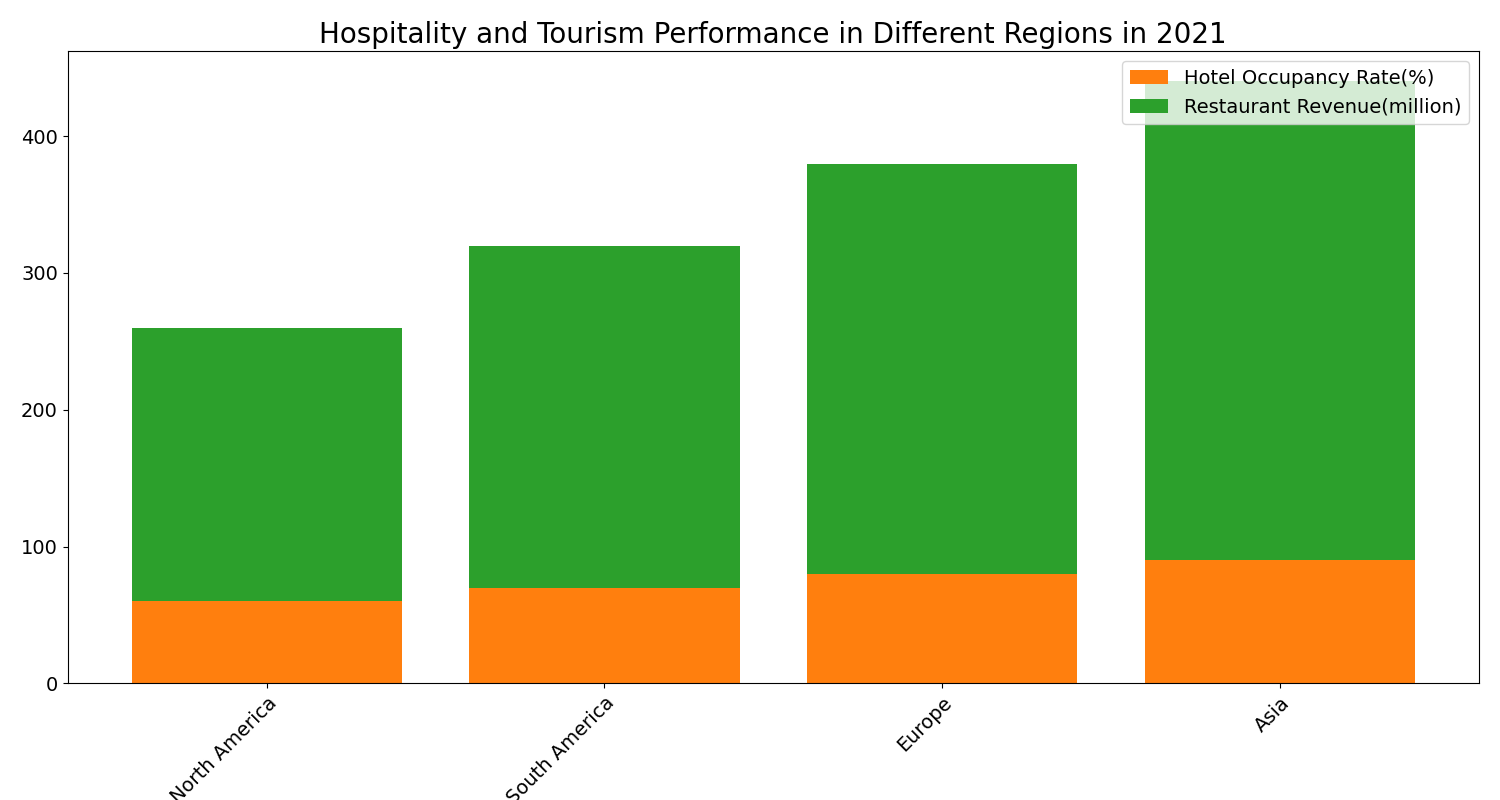 Hospitality and Tourism Performance in Different Regions in 2021
Hotel Occupancy Rate(%)
Restaurant Revenue(million)
400
300
200
100
0
North America
South America
Europe
Asia